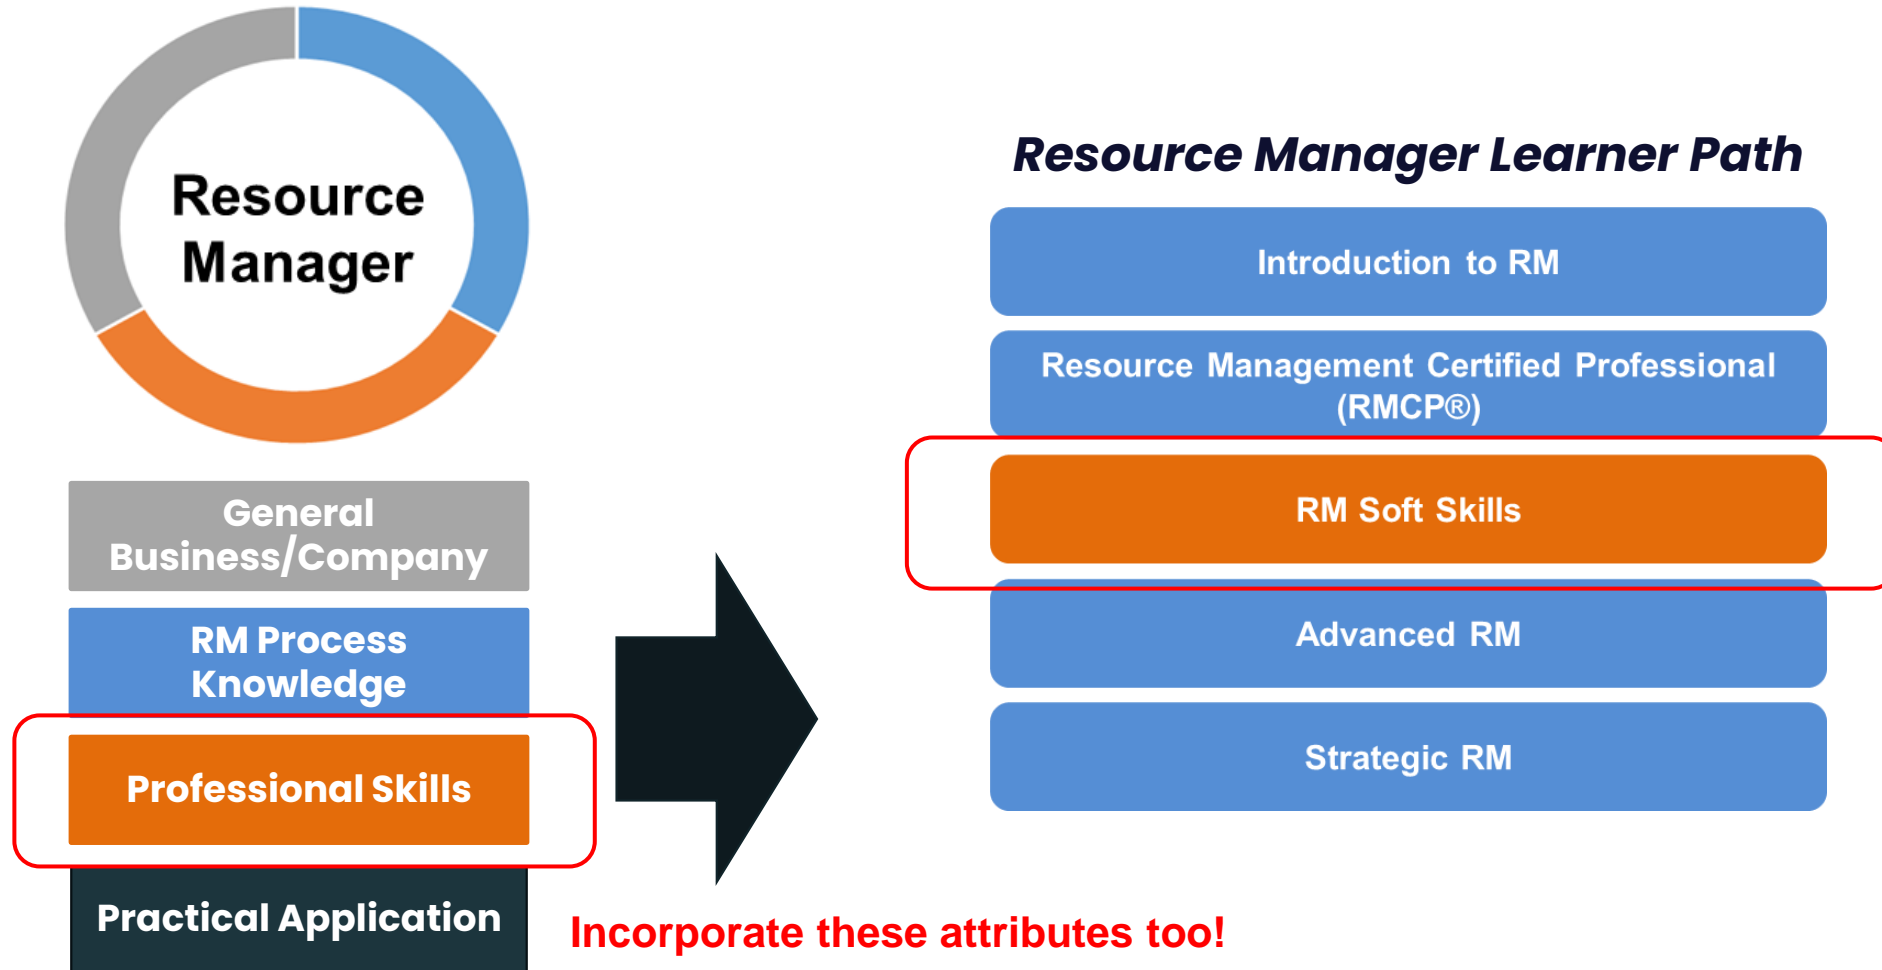 Resource
Manager
General
Business/Company
RM Process
Knowledge
Professional Skills
Practical Application
Resource Manager Learner Path
Introduction to RM
Resource Management Certified Professional
(RMCP®)
RM Soft Skills
Advanced RM
Strategic RM
Incorporate these attributes too!